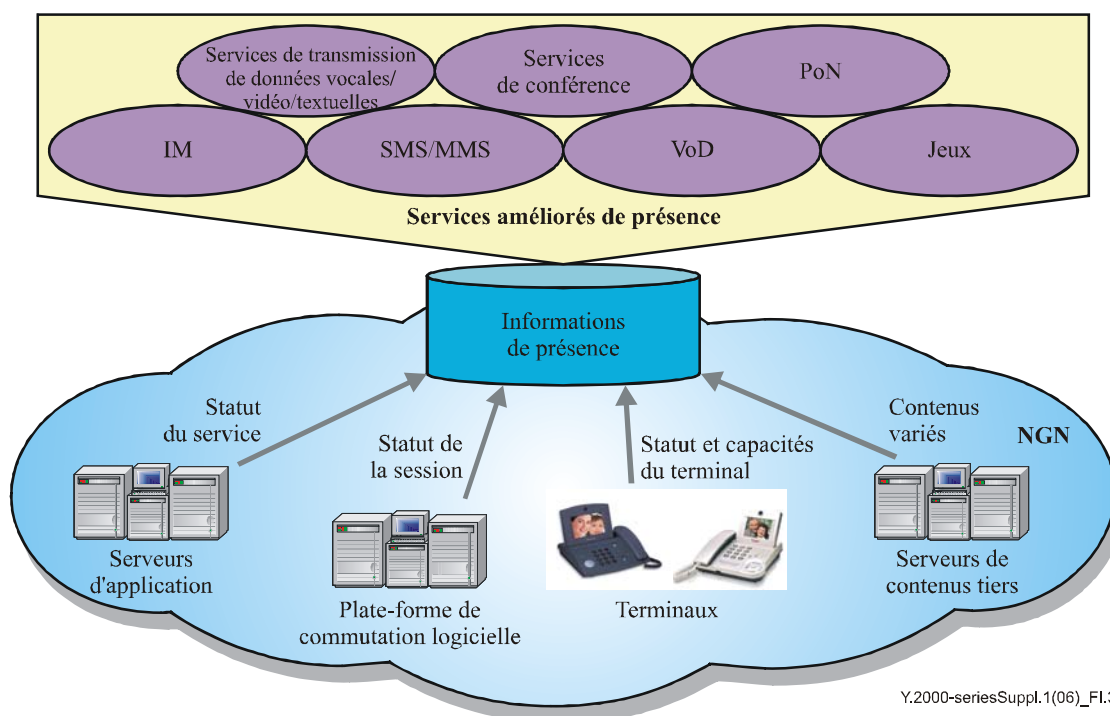 Services de transmission
de données vocales/
vidéo/textuelles
Services
de conférence
PoN
IM
SMS/MMS
VoD
Jeux
Services améliorés de présence
Informations
de présence
Statut
du service
Statut de
la session
Statut et capacités
du terminal
Contenus
variés
NGN
Serveurs
d'application
Plate-forme de
commutation logicielle
Terminaux
Serveurs de
contenus tiers
Y.2000-seriesSuppl.1(06)_FI.3